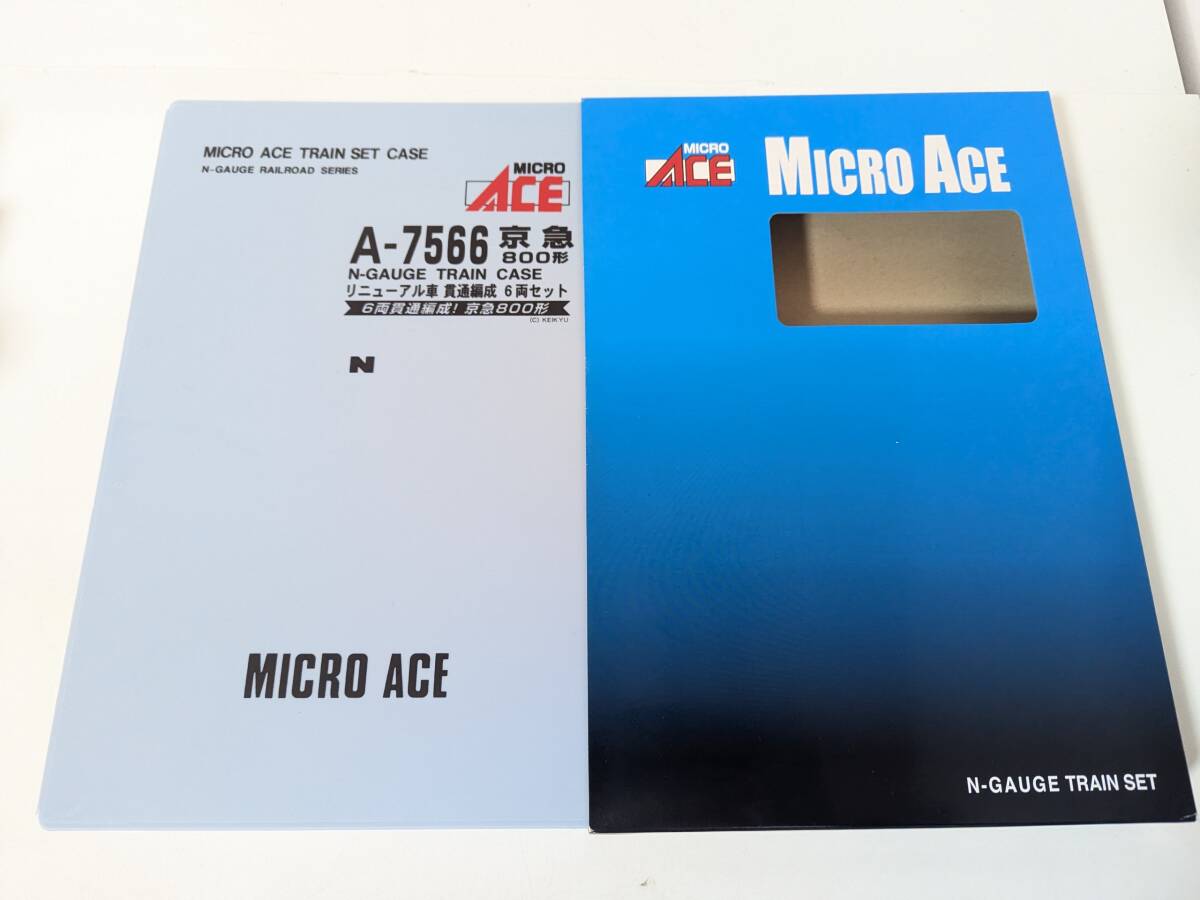 MICRO ACE TRAIN SET CASE
N-GAUGE RAILROAD SERIES
MICRO
ACE
A-7566 京急
800形
N-GAUGE TRAIN CASE
リニューアル車 貫通編成 6両セット
6両貫通編成! 京急800形
(C) KEIKYU
N
MICRO ACE
MICRO
ACE
MICRO ACE
N-GAUGE TRAIN SET